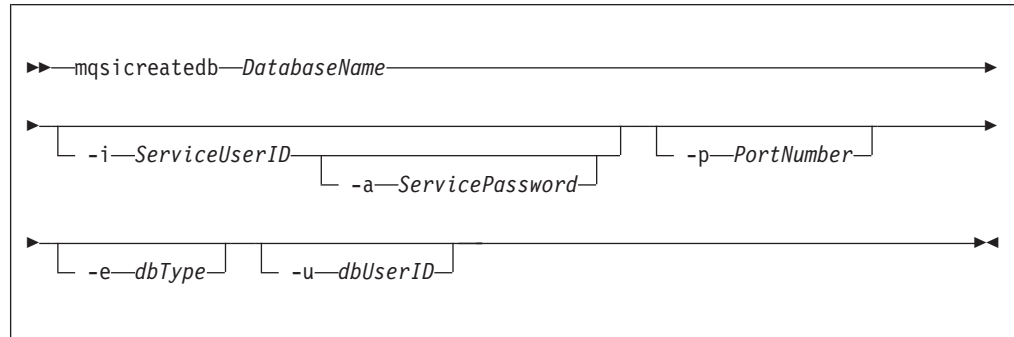 mqsicreatedb DatabaseName
-i ServiceUserID
-a ServicePassword
-p PortNumber
-e dbType
-u dbUserID